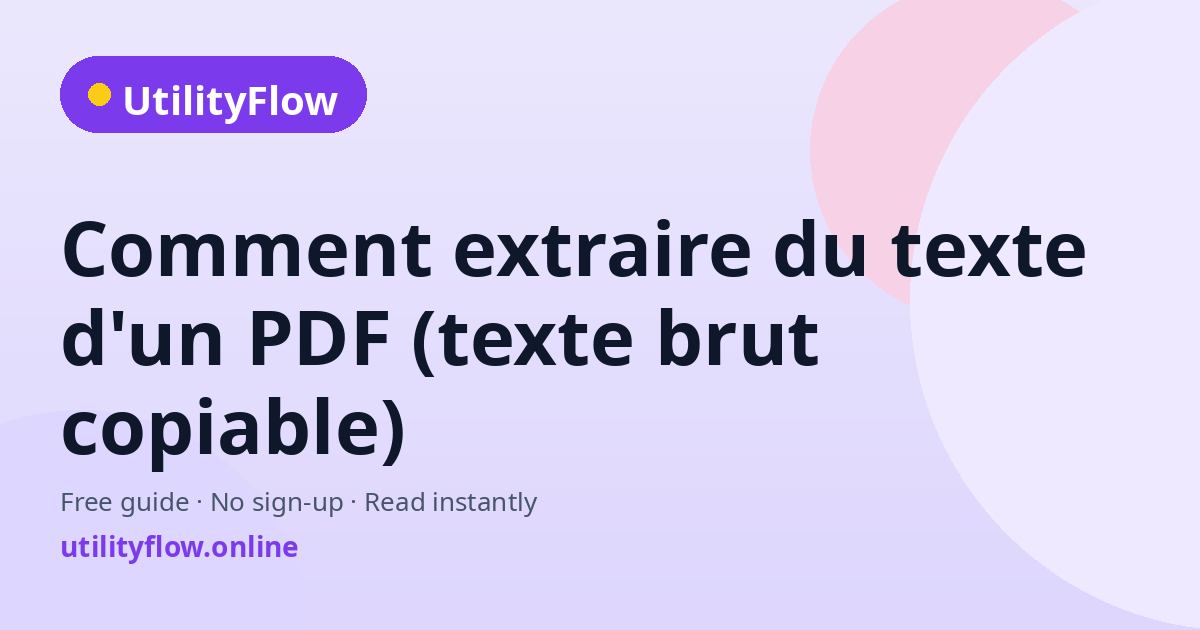 UtilityFlow
Comment extraire du texte
d'un PDF (texte brut
copiable)
Free guide · No sign-up · Read instantly
utilityflow.online